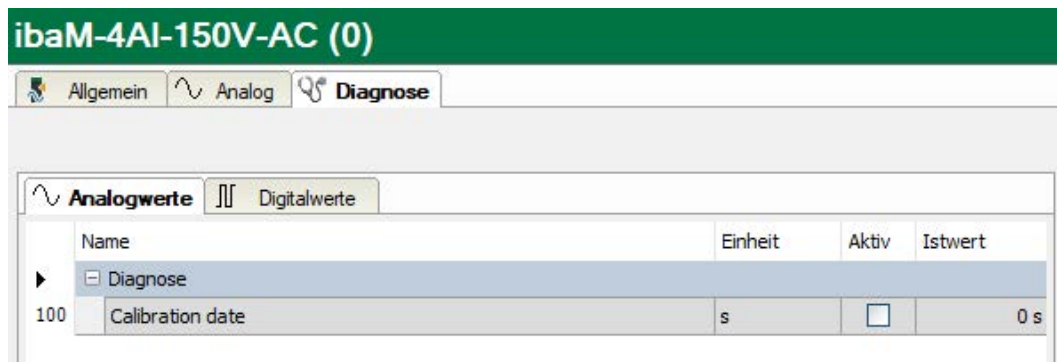 ibaM-4AI-150V-AC (0)
Allgemein Analog Diagnose
Analogwerte Digitalwerte
Name Einheit Aktiv Istwert
Diagnose
100 Calibration date s 0 s